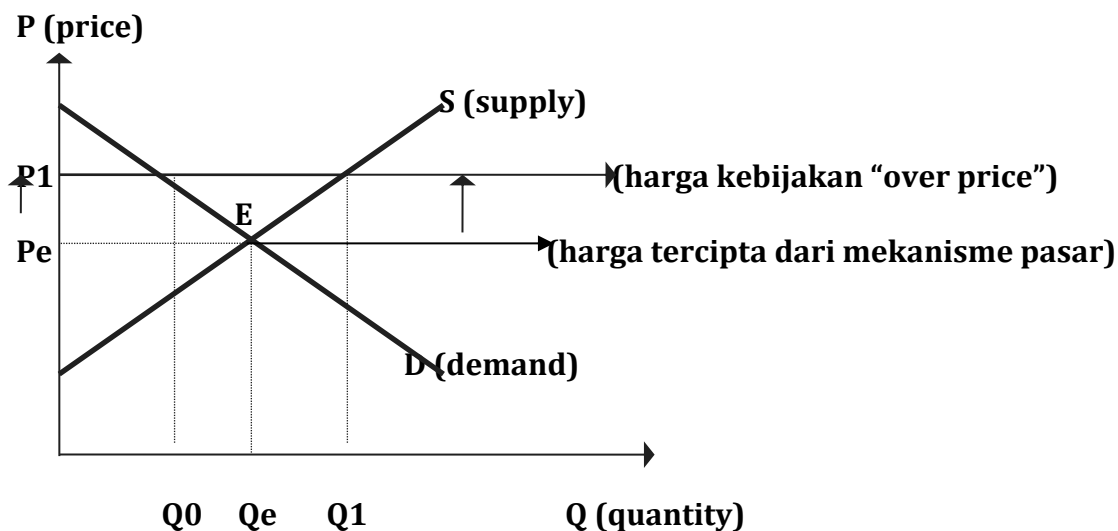 P (price)
S (supply)
P1 (harga kebijakan “over price”)
E
Pe (harga tercipta dari mekanisme pasar)
D (demand)
Q0 Qe Q1 Q (quantity)